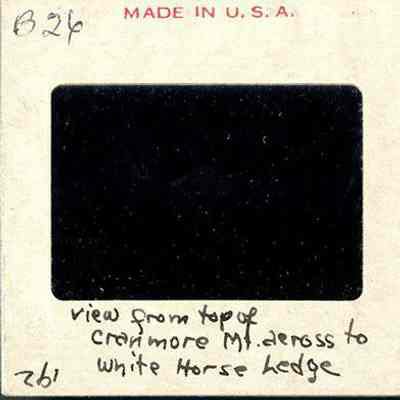 B26
MADE IN U.S.A.
view from top of
Cranmore Mt. across to
White Horse Ledge